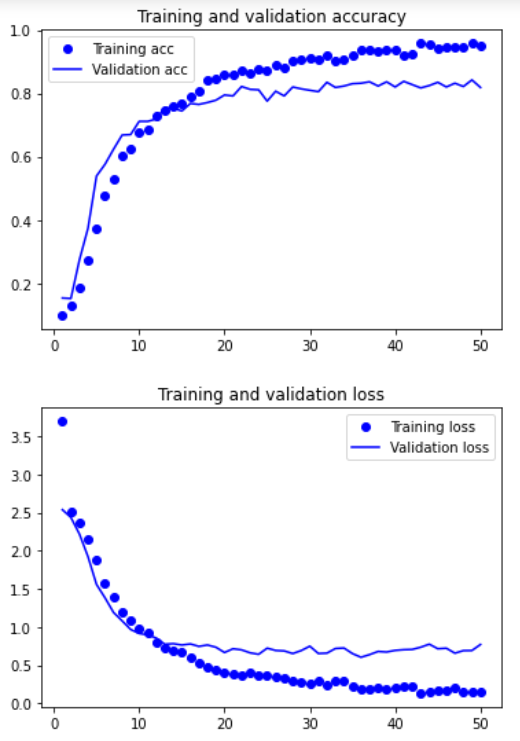 Training and validation accuracy
1.0
Training acc
Validation acc
0.8
0.6
0.4
0.2
0 10 20 30 40 50
Training and validation loss
Training loss
Validation loss
3.5
3.0
2.5
2.0
1.5
1.0
0.5
0.0
0 10 20 30 40 50